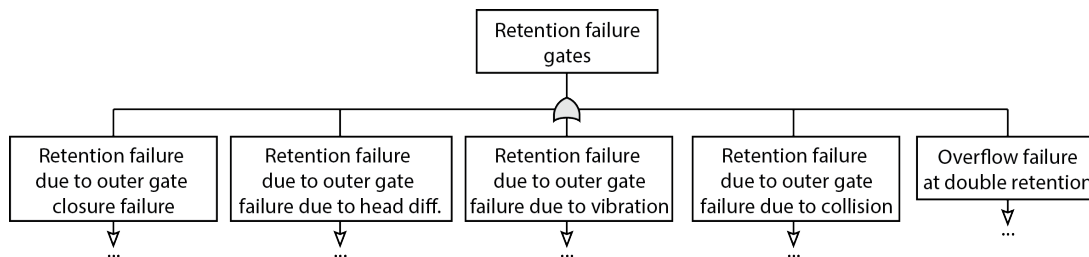 Retention failure
gates
Retention failure
due to outer gate
closure failure
Retention failure
due to outer gate
failure due to head diff.
Retention failure
due to outer gate
failure due to vibration
Retention failure
due to outer gate
failure due to collision
Overflow failure
at double retention
...
...
...
...
...